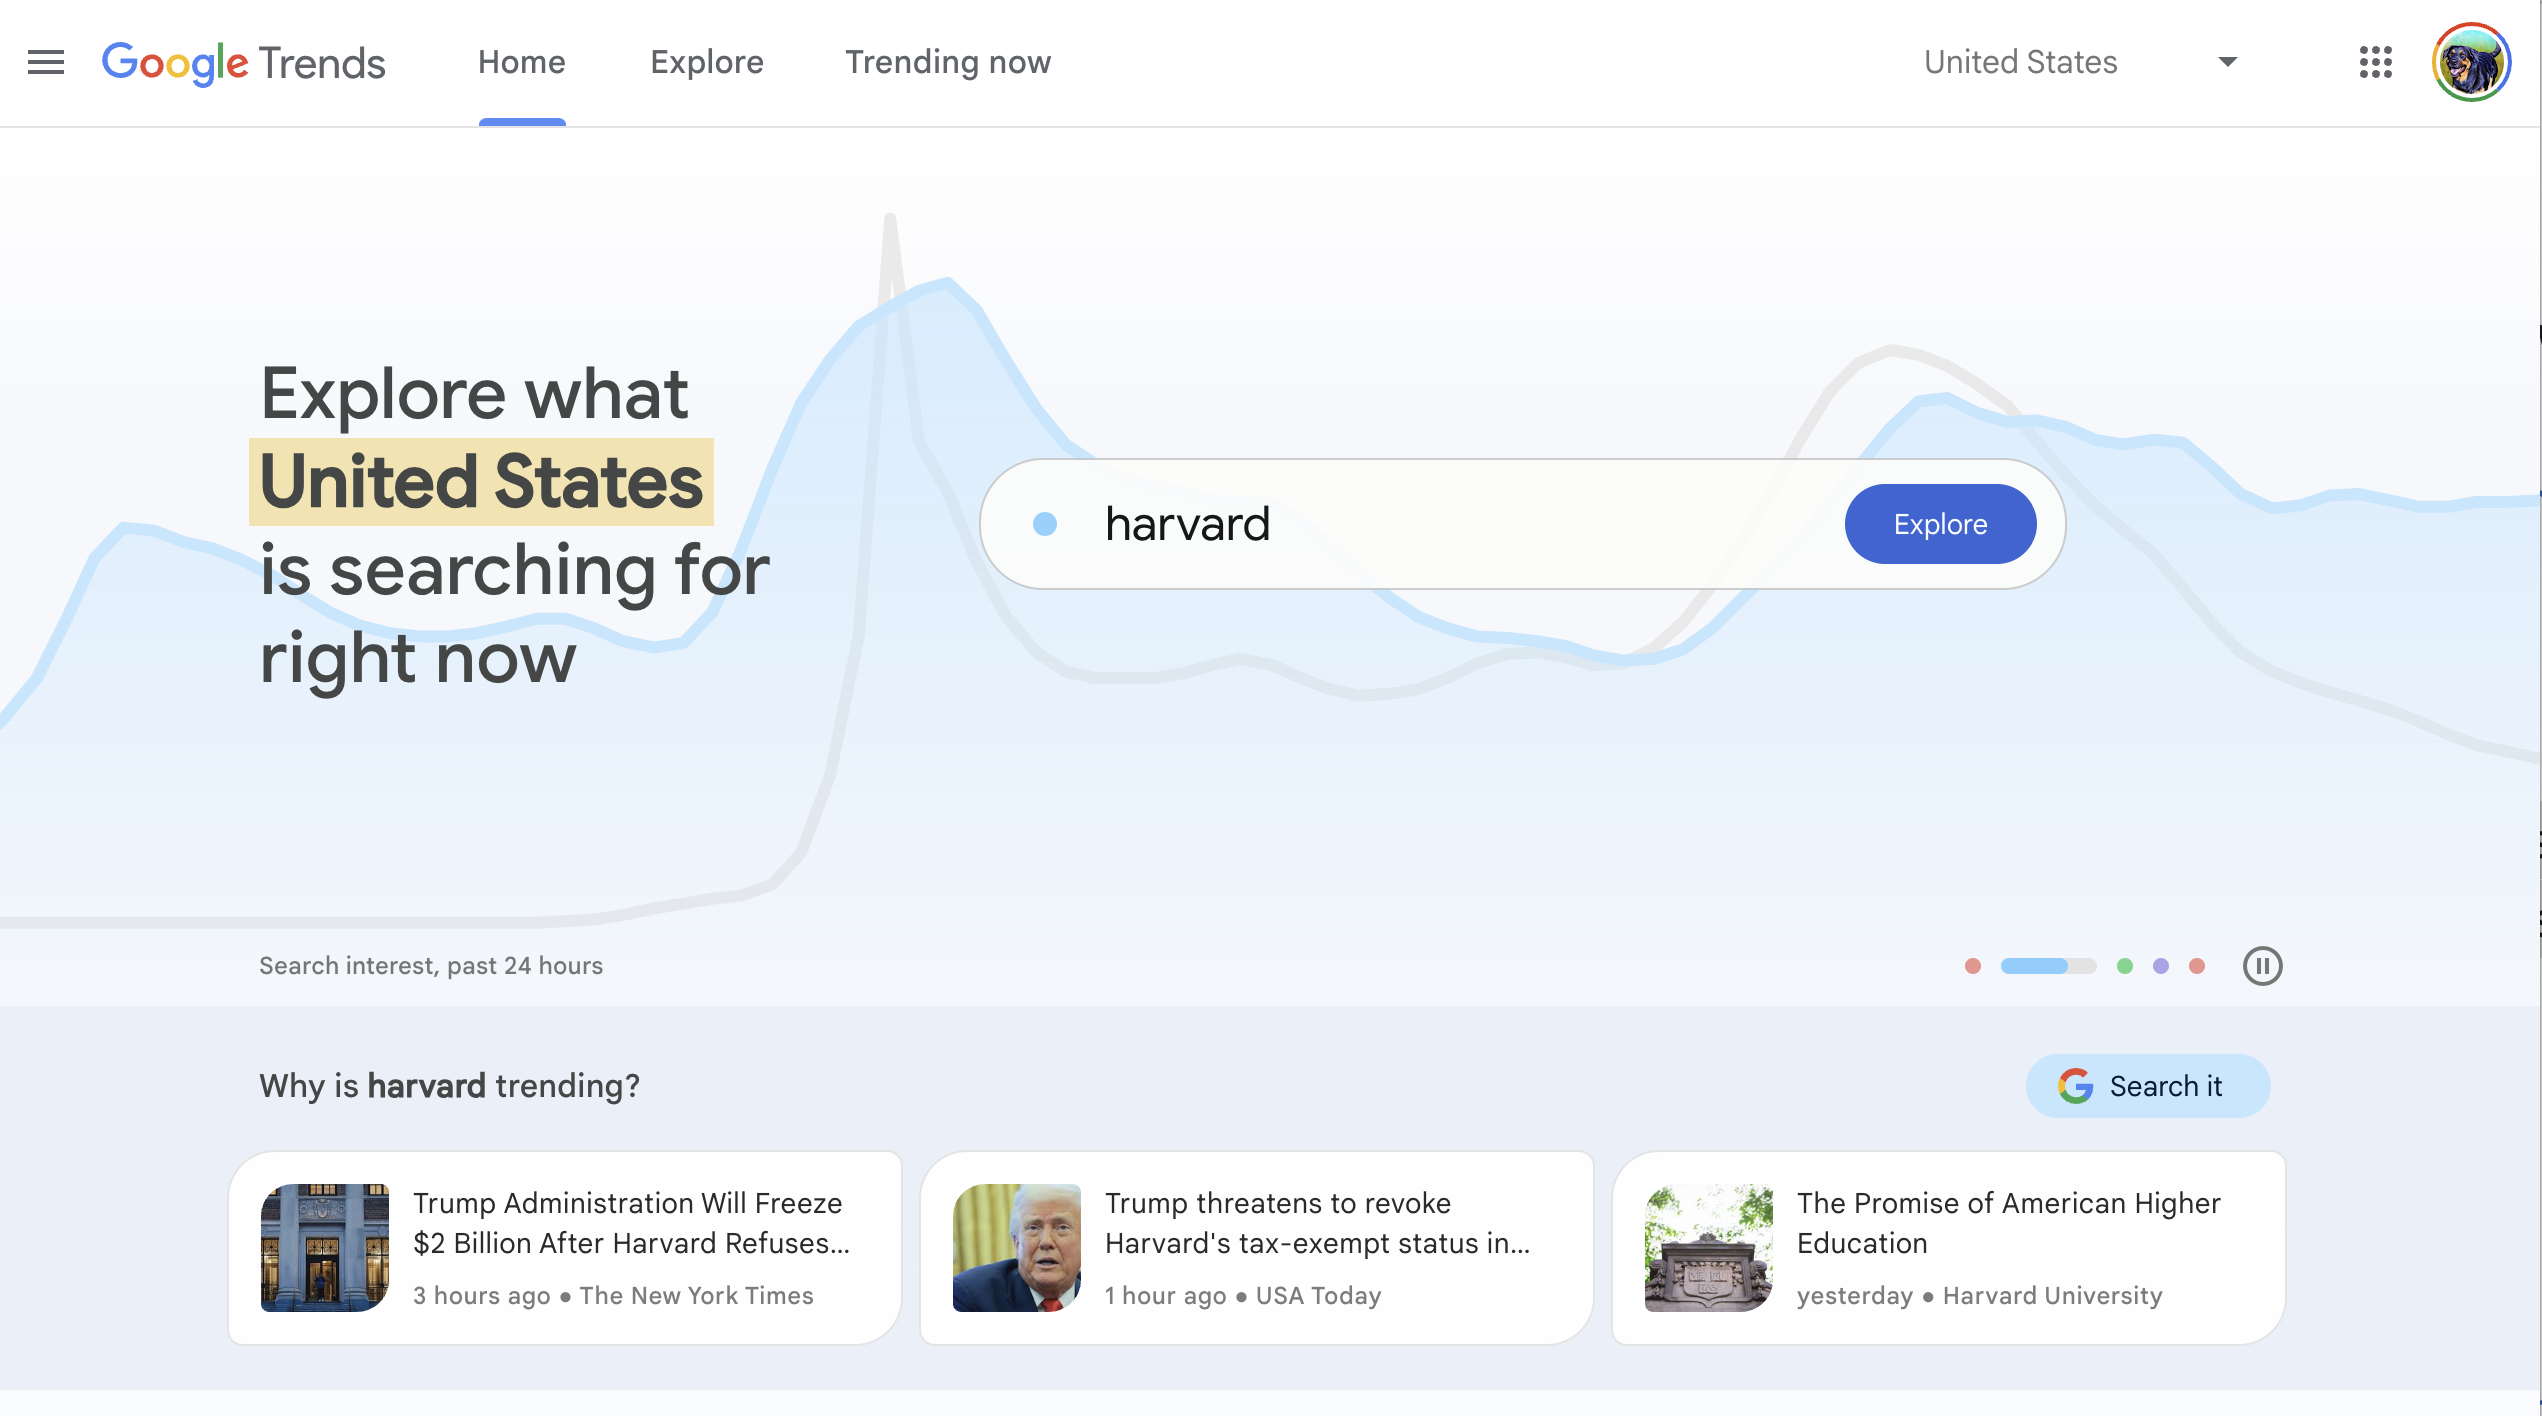 Google Trends
Home
Explore
Trending now
United States
Explore what
United States
is searching for
right now
harvard
Explore
Search interest, past 24 hours
Why is harvard trending?
Search it
Trump Administration Will Freeze
$2 Billion After Harvard Refuses...
3 hours ago ● The New York Times
Trump threatens to revoke
Harvard's tax-exempt status in...
1 hour ago ● USA Today
The Promise of American Higher
Education
yesterday ● Harvard University